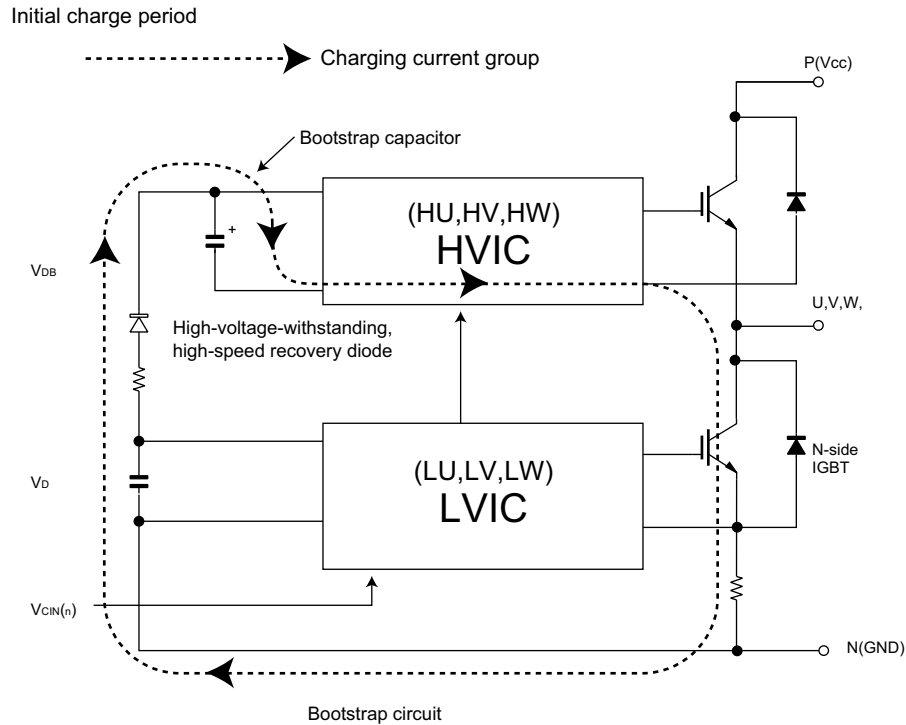 Initial charge period
Charging current group
P(Vcc)
Bootstrap capacitor
(HU,HV,HW)
HVIC
+
VDB
U,V,W,
High-voltage-withstanding,
high-speed recovery diode
N-side
IGBT
(LU,LV,LW)
LVIC
VD
VCIN(n)
N(GND)
Bootstrap circuit